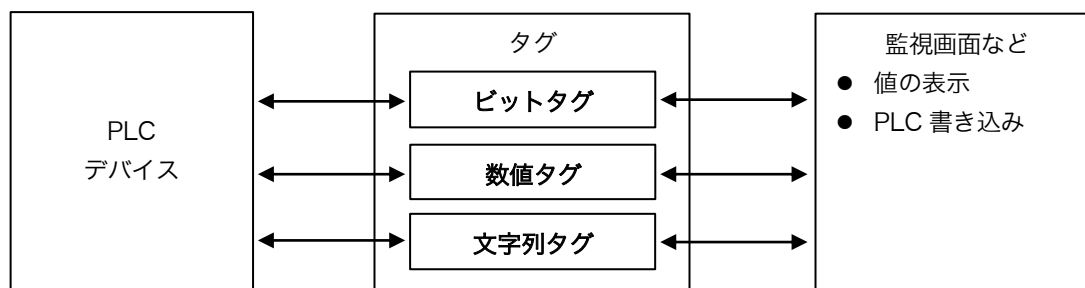 PLC
デバイス
タグ
ビットタグ
数値タグ
文字列タグ
監視画面など
● 値の表示
● PLC 書き込み